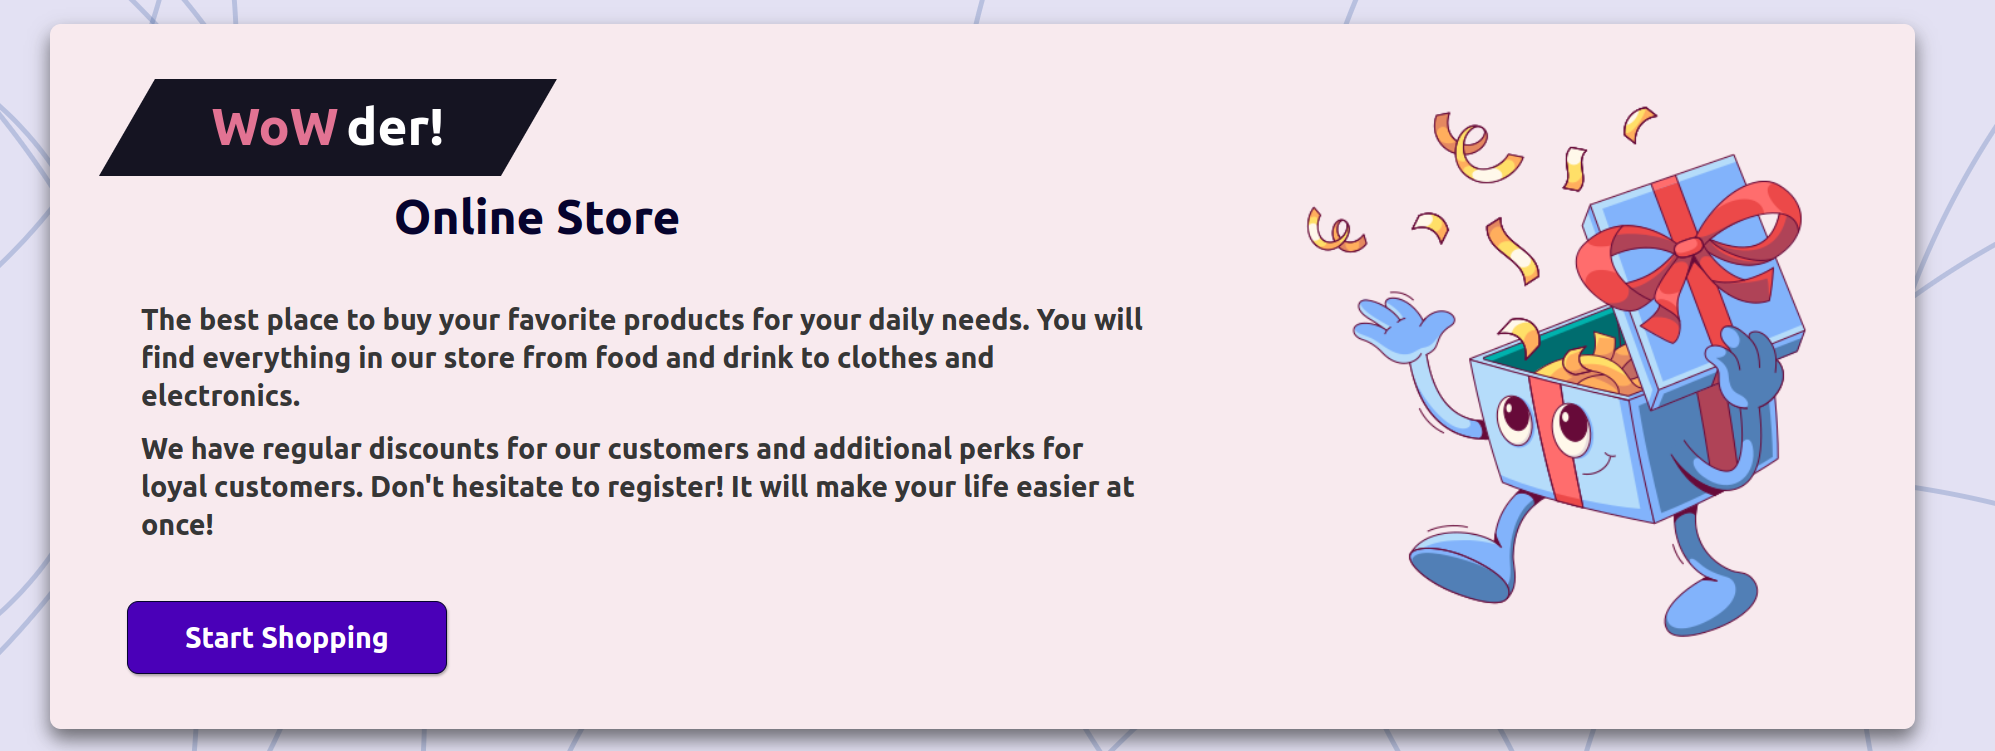 WoW der!
Online Store
The best place to buy your favorite products for your daily needs. You will
find everything in our store from food and drink to clothes and
electronics.
We have regular discounts for our customers and additional perks for
loyal customers. Don't hesitate to register! It will make your life easier at
once!
Start Shopping